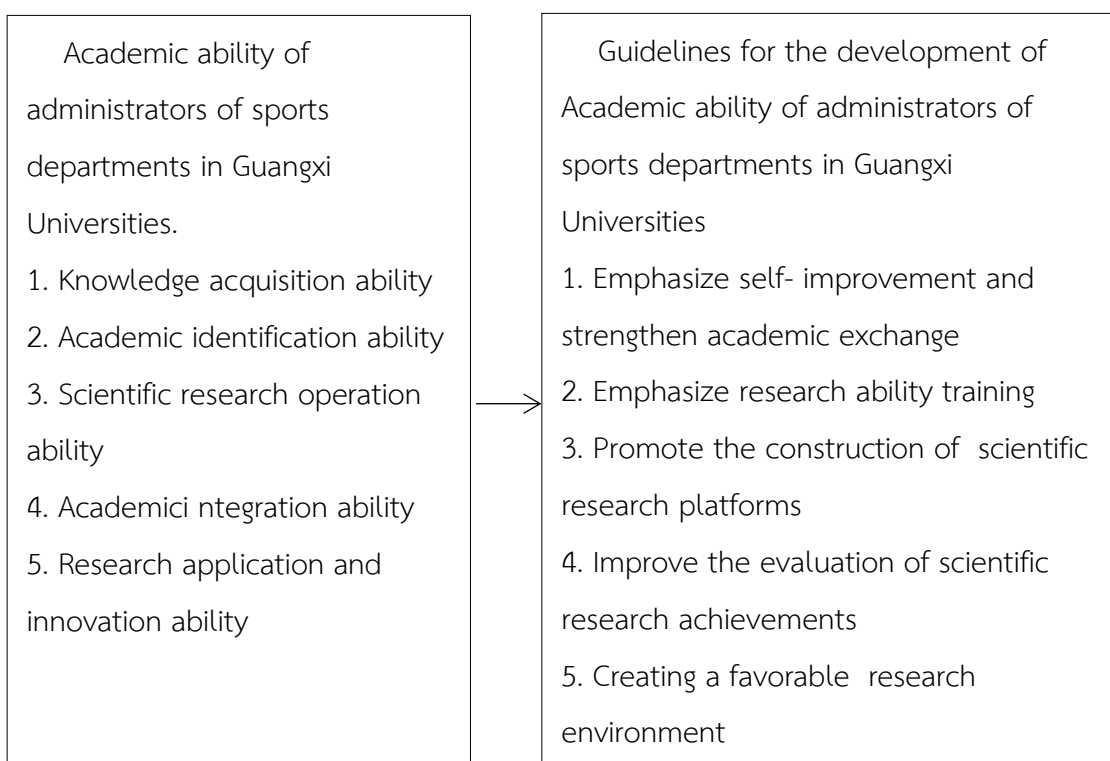 Academic ability of
administrators of sports
departments in Guangxi
Universities.
1. Knowledge acquisition ability
2. Academic identification ability
3. Scientific research operation
ability
4. Academici ntegration ability
5. Research application and
innovation ability
Guidelines for the development of
Academic ability of administrators of
sports departments in Guangxi
Universities
1. Emphasize self- improvement and
strengthen academic exchange
2. Emphasize research ability training
3. Promote the construction of  scientific
research platforms
4. Improve the evaluation of scientific
research achievements
5. Creating a favorable  research
environment